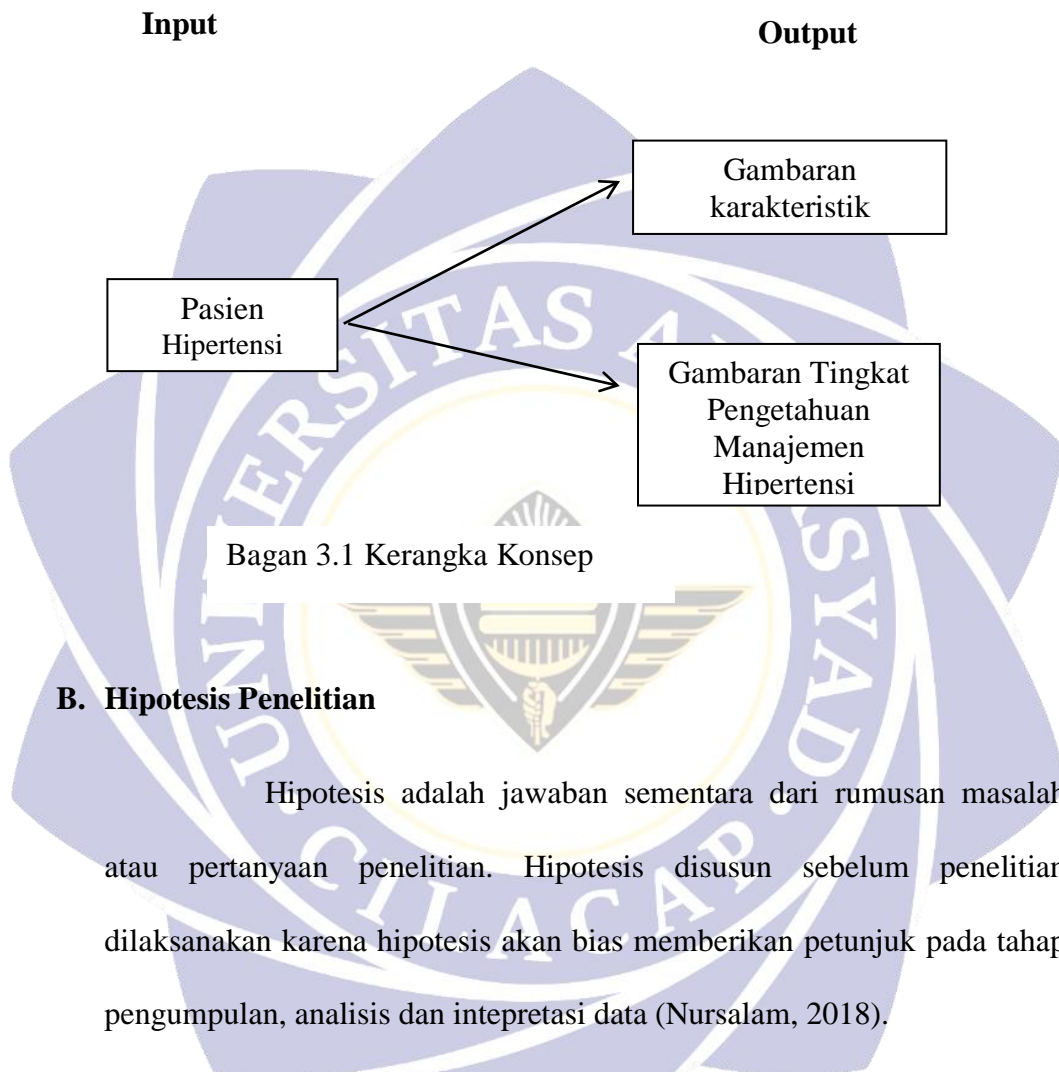 Input
Output
Gambaran
karakteristik
Pasien
Hipertensi
Gambaran Tingkat
Pengetahuan
Manajemen
Hipertensi
Bagan 3.1 Kerangka Konsep
B. Hipotesis Penelitian
Hipotesis adalah jawaban sementara dari rumusan masalah
atau pertanyaan penelitian. Hipotesis disusun sebelum penelitian
dilaksanakan karena hipotesis akan bias memberikan petunjuk pada tahap
pengumpulan, analisis dan intepretasi data (Nursalam, 2018).
UNIVERSITAS
CILACAP